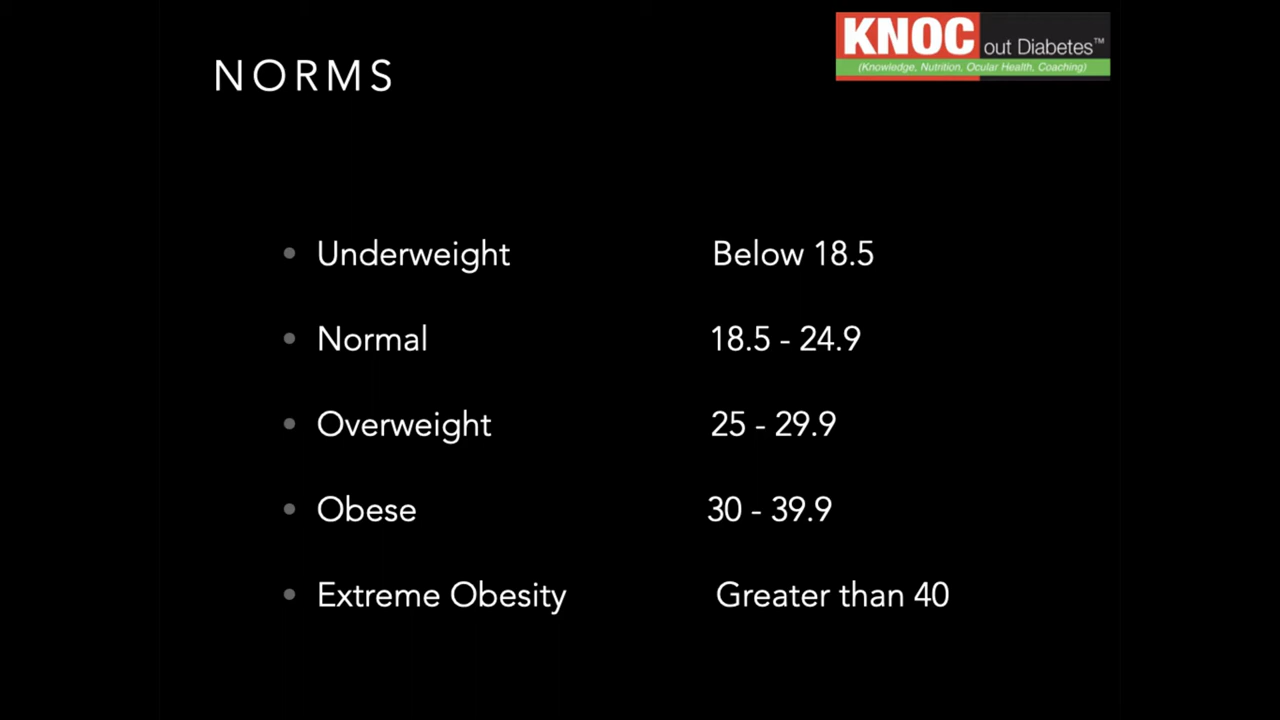 KNOC out Diabetes™
(Knowledge, Nutrition, Ocular Health, Coaching)
NORMS
• Underweight Below 18.5
• Normal 18.5 - 24.9
• Overweight 25 - 29.9
• Obese 30 - 39.9
• Extreme Obesity Greater than 40